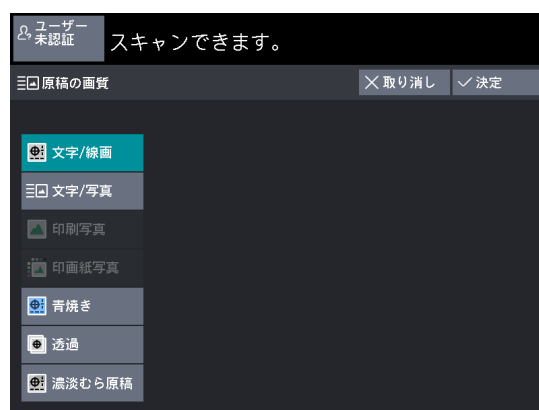 ユーザー
未認証
スキャンできます。
原稿の画質
取り消し
決定
文字/線画
文字/写真
印刷写真
印画紙写真
青焼き
透過
濃淡むら原稿